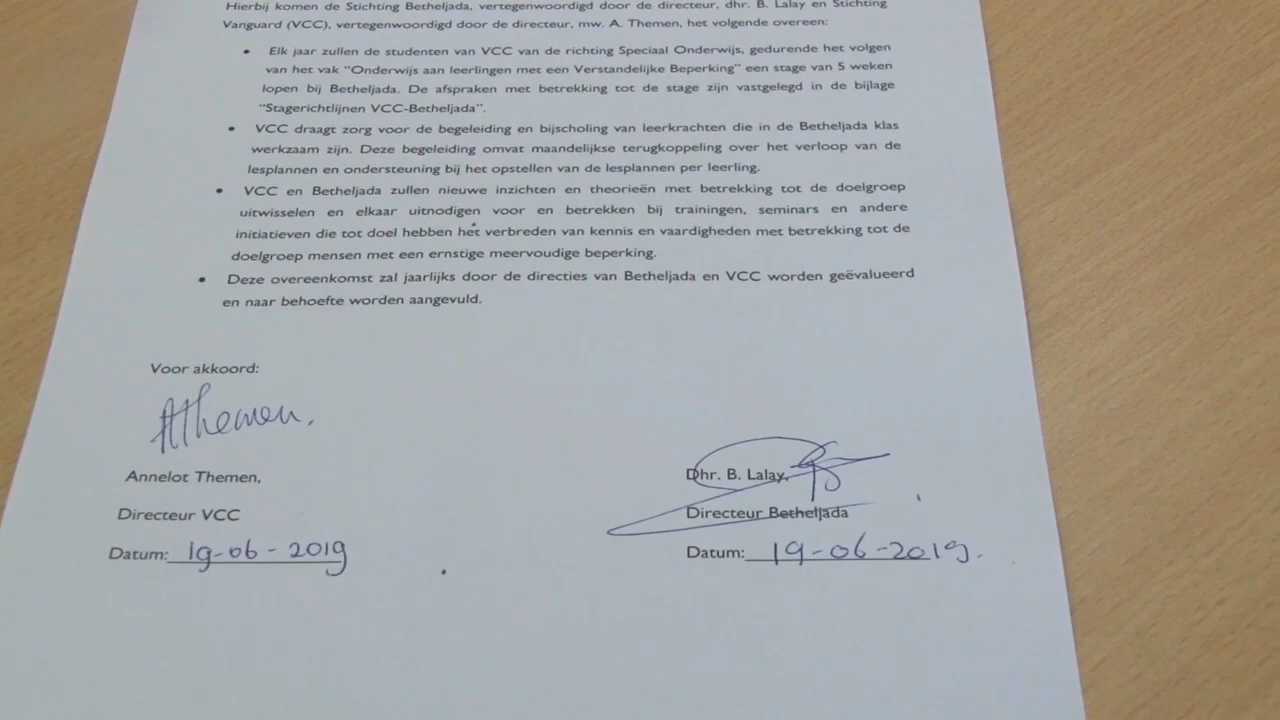 Hierbij komen de Stichting Betheljada, vertegenwoordigd door de directeur, dhr. B. Lalay en Stichting
Vanguard (VCC), vertegenwoordigd door de directeur, mw. A. Themen, het volgende overeen:
• Elk jaar zullen de studenten van VCC van de richting Speciaal Onderwijs, gedurende het volgen
van het vak “Onderwijs aan leerlingen met een Verstandelijke Beperking” een stage van 5 weken
lopen bij Betheljada. De afspraken met betrekking tot de stage zijn vastgelegd in de bijlage
“Stagerichtlijnen VCC-Betheljada”.
• VCC draagt zorg voor de begeleiding en bijscholing van leerkrachten die in de Betheljada klas
werkzaam zijn. Deze begeleiding omvat maandelijkse terugkoppeling over het verloop van de
lesplannen en ondersteuning bij het opstellen van de lesplannen per leerling.
• VCC en Betheljada zullen nieuwe inzichten en theorieën met betrekking tot de doelgroep
uitwisselen en elkaar uitnodigen voor en betrekken bij trainingen, seminars en andere
initiatieven die tot doel hebben het verbreden van kennis en vaardigheden met betrekking tot de
doelgroep mensen met een ernstige meervoudige beperking.
• Deze overeenkomst zal jaarlijks door de directies van Betheljada en VCC worden geëvalueerd
en naar behoefte worden aangevuld.
Voor akkoord:
AThemen.
Annelot Themen,
Directeur VCC
Datum: 19-06-2019
Dhr. B. Lalay,
Directeur Betheljada
Datum: 19-06-2019.